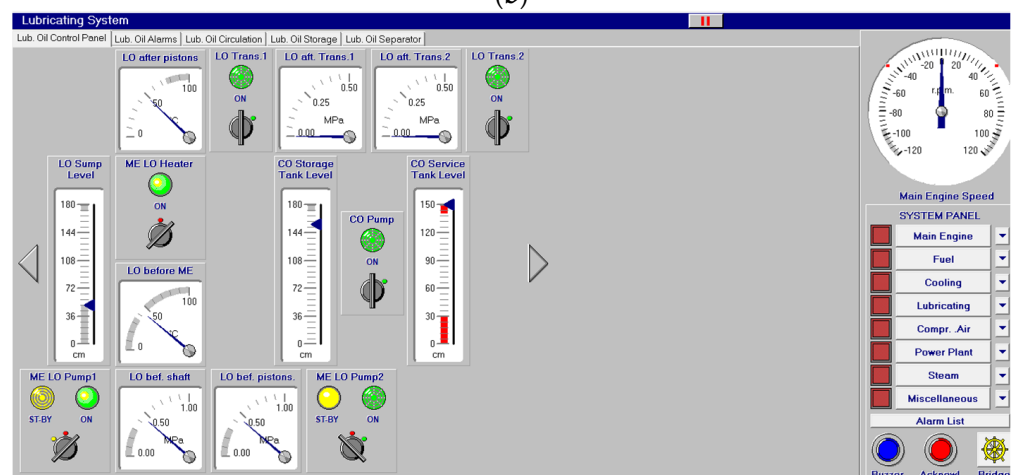 (b)
Lubricating System
Lub. Oil Control Panel
Lub. Oil Alarms
Lub. Oil Circulation
Lub. Oil Storage
Lub. Oil Separator
LO after pistons
100
50
°C
0
LO Trans.1
ON
LO aft. Trans.1
0.50
0.25
MPa
0.00
LO aft. Trans.2
0.50
0.25
MPa
0.00
LO Trans.2
ON
-20 20
-40 40
r.p.m.
-60 60
-80 80
-100 100
-120 120
Main Engine Speed
LO Sump
Level
180
144
108
72
36
0
cm
ME LO Heater
ON
LO before ME
100
50
°C
0
CO Storage
Tank Level
180
144
108
72
36
0
cm
CO Pump
ON
CO Service
Tank Level
150
120
90
60
30
0
cm
ME LO Pump1
ST-BY ON
LO bef. shaft
1.00
0.50
MPa
0.00
LO bef. pistons.
1.00
0.50
MPa
0.00
ME LO Pump2
ST-BY ON
SYSTEM PANEL
Main Engine
Fuel
Cooling
Lubricating
Compr. .Air
Power Plant
Steam
Miscellaneous
Alarm List
Buzzer Acknowl. Bridge